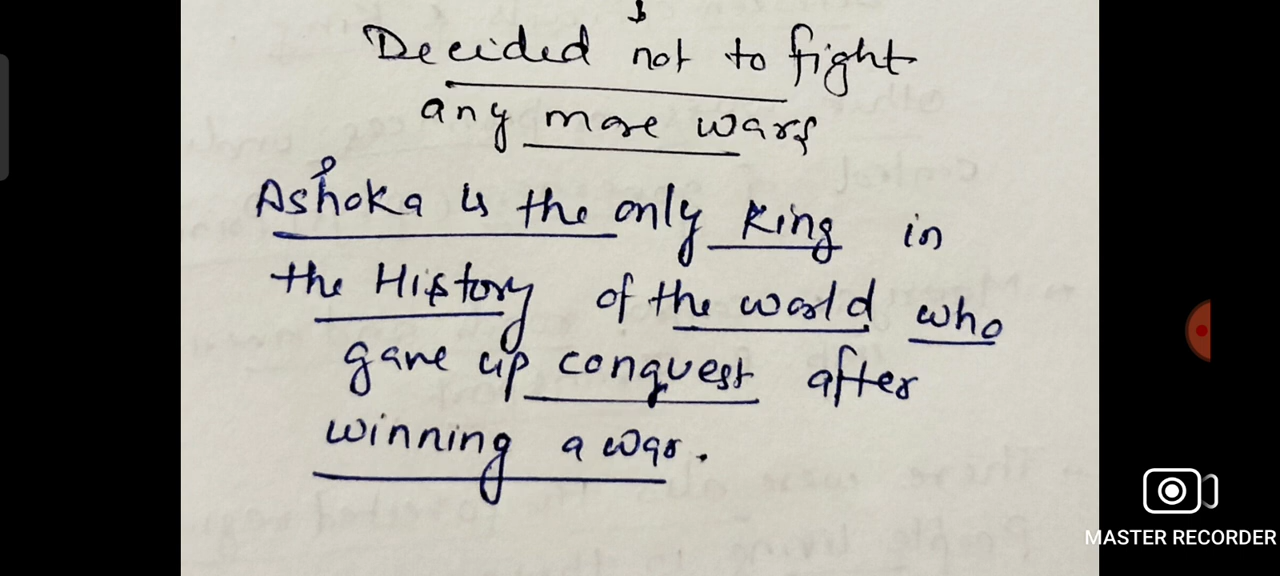 Decided not to fight
any more wars
Ashoka is the only king in
the History of the world who
gave up conquest after
winning a war.
MASTER RECORDER